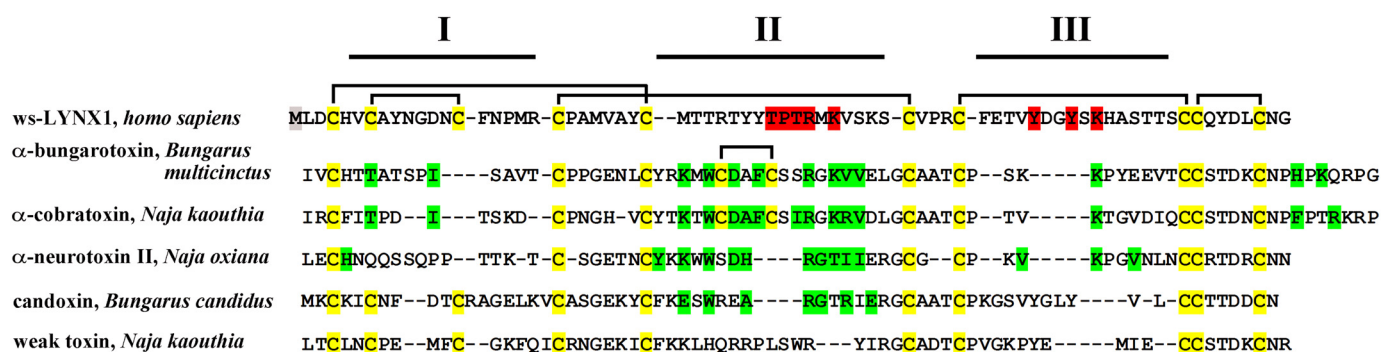 I
II
III
ws-LYNX1, homo sapiens MLDCHVCAYNGDNC-FNPMR-CPAMVAYC--MTTRTYYTPTRMKVSKS-CVPRC-FETVYDGYSKHASTTSCCQYDLCNG
α-bungarotoxin, Bungarus
multicinctus IVCHTTATSPI----SAVT-CPPGENLCYRKMWCDAFCSSRGKVVELGCAATCP--SK-----KPYEEVTCCSTDKCNPHPKQRPG
α-cobratoxin, Naja kaouthia IRCFITPD--I---TSKD--CPNGH-VCYTKTWCDAFCSIRGKRVDLGCAATCP--TV-----KTGVDIQCCSTDNCNPFPTRKRP
α-neurotoxin II, Naja oxiana LECHNQQSSQPP--TTK-T-C-SGETNCYKKWWSDH----RGTIIERGCG--CP--KV-----KPGVNLNCCRTDRCNN
candoxin, Bungarus candidus MKCKICNF--DTCRAGELKVCASGEKYCFKESWREA----RGTRIERGCAATCPKGSVYGLY----V-L-CCTTDDCN
weak toxin, Naja kaouthia LTCLNCPE--MFC--GKFQICRNGEKICFKKLHQRRPLSWR---YIRGCADTCPVGKPYE-----MIE--CCSTDKCNR